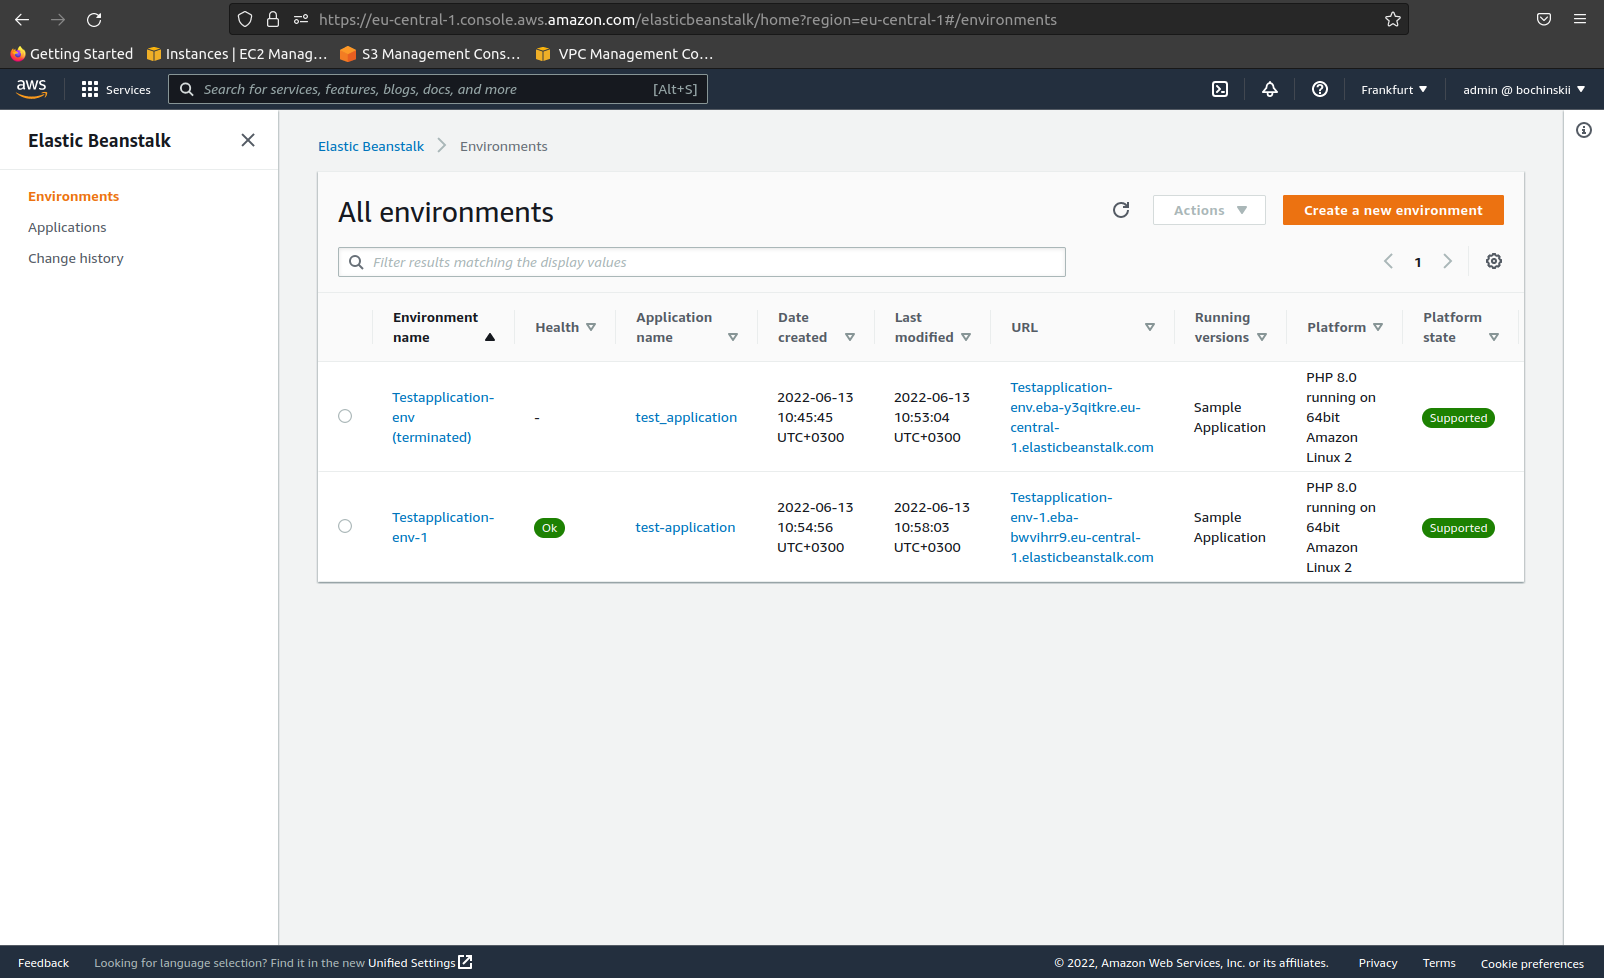 https://eu-central-1.console.aws.amazon.com/elasticbeanstalk/home?region=eu-central-1#/environments
Getting Started Instances | EC2 Manag… S3 Management Cons… VPC Management Co…
aws Services Search for services, features, blogs, docs, and more [Alt+S] Frankfurt admin @ bochinskii
Elastic Beanstalk
Environments
Applications
Change history
Elastic Beanstalk Environments
All environments
Actions Create a new environment
Filter results matching the display values
1
Environment name Health Application name Date created Last modified URL Running versions Platform Platform state
Testapplication-
env
(terminated)
-
test_application
2022-06-13
10:45:45
UTC+0300
2022-06-13
10:53:04
UTC+0300
Testapplication-
env.eba-y3qitkre.eu-
central-
1.elasticbeanstalk.com
Sample
Application
PHP 8.0
running on
64bit
Amazon
Linux 2
Supported
Testapplication-
env-1
Ok
test-application
2022-06-13
10:54:56
UTC+0300
2022-06-13
10:58:03
UTC+0300
Testapplication-
env-1.eba-
bwvihrr9.eu-central-
1.elasticbeanstalk.com
Sample
Application
PHP 8.0
running on
64bit
Amazon
Linux 2
Supported
Feedback Looking for language selection? Find it in the new Unified Settings © 2022, Amazon Web Services, Inc. or its affiliates. Privacy Terms Cookie preferences